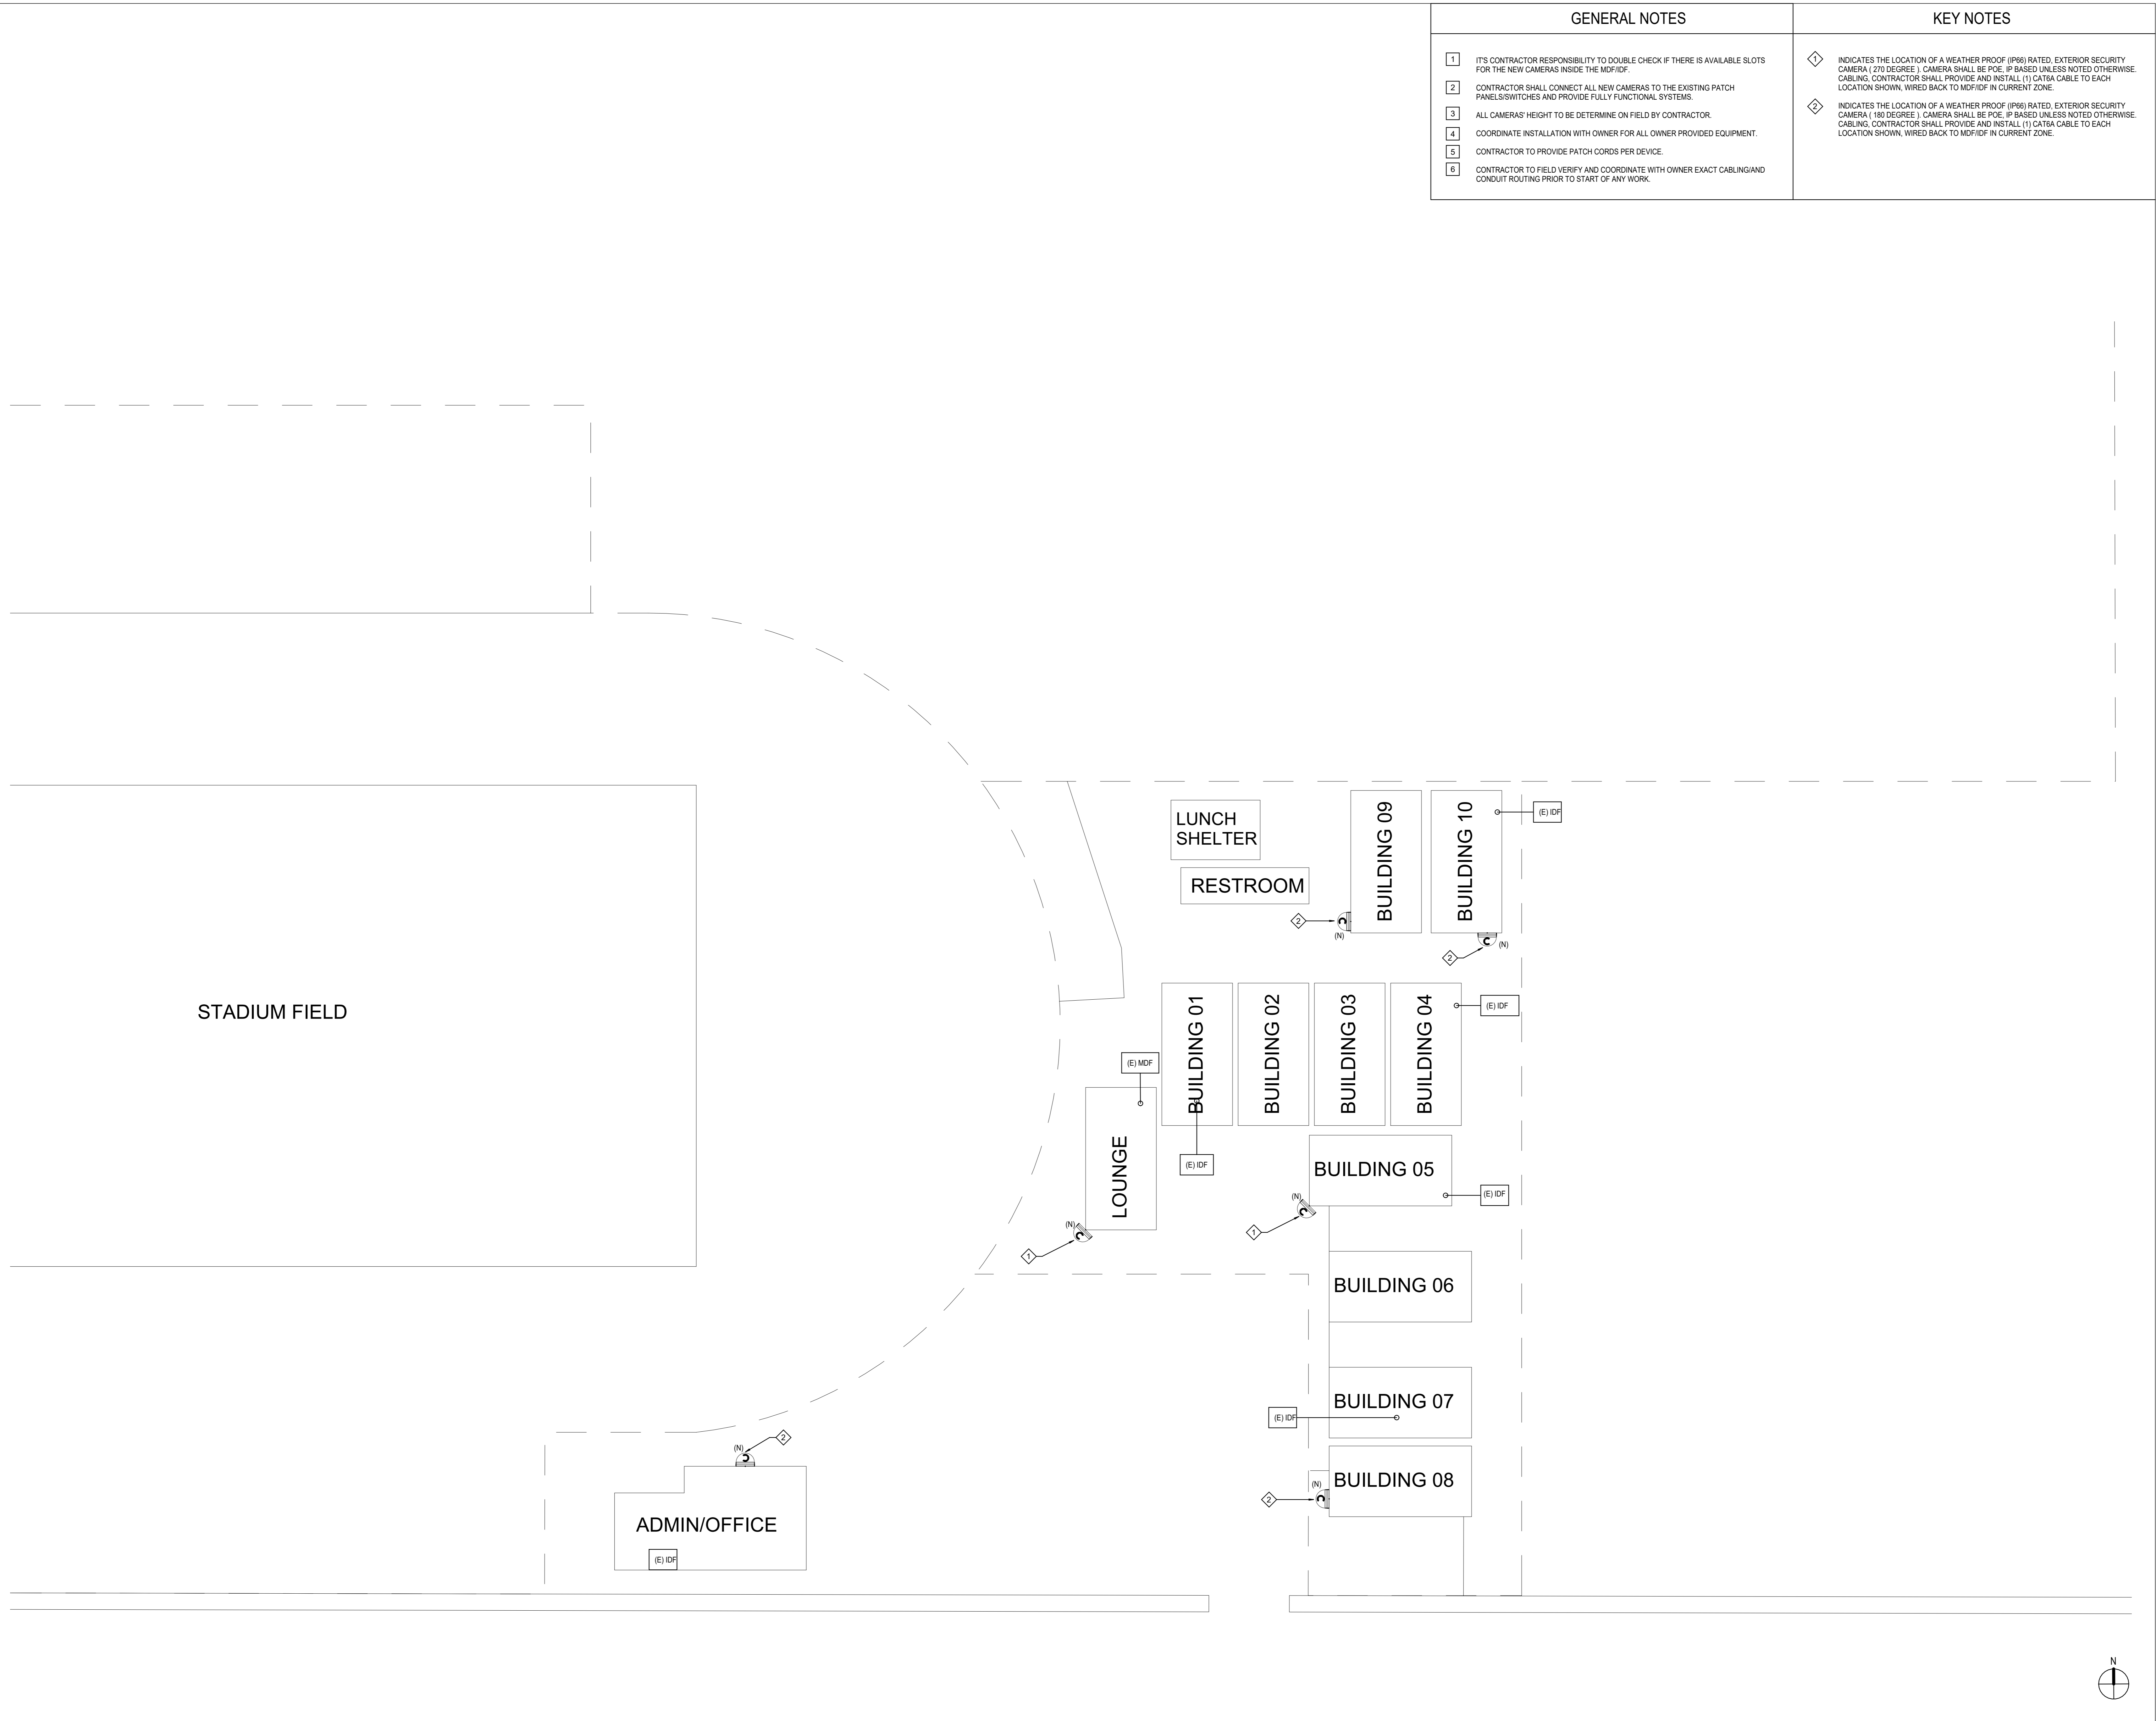 GENERAL NOTES
1 IT'S CONTRACTOR RESPONSIBILITY TO DOUBLE CHECK IF THERE IS AVAILABLE SLOTS
FOR THE NEW CAMERAS INSIDE THE MDF/IDF.
2 CONTRACTOR SHALL CONNECT ALL NEW CAMERAS TO THE EXISTING PATCH
PANELS/SWITCHES AND PROVIDE FULLY FUNCTIONAL SYSTEMS.
3 ALL CAMERAS' HEIGHT TO BE DETERMINE ON FIELD BY CONTRACTOR.
4 COORDINATE INSTALLATION WITH OWNER FOR ALL OWNER PROVIDED EQUIPMENT.
5 CONTRACTOR TO PROVIDE PATCH CORDS PER DEVICE.
6 CONTRACTOR TO FIELD VERIFY AND COORDINATE WITH OWNER EXACT CABLING/AND
CONDUIT ROUTING PRIOR TO START OF ANY WORK.
KEY NOTES
1 INDICATES THE LOCATION OF A WEATHER PROOF (IP66) RATED, EXTERIOR SECURITY
CAMERA ( 270 DEGREE ). CAMERA SHALL BE POE, IP BASED UNLESS NOTED OTHERWISE.
CABLING, CONTRACTOR SHALL PROVIDE AND INSTALL (1) CAT6A CABLE TO EACH
LOCATION SHOWN, WIRED BACK TO MDF/IDF IN CURRENT ZONE.
2 INDICATES THE LOCATION OF A WEATHER PROOF (IP66) RATED, EXTERIOR SECURITY
CAMERA ( 180 DEGREE ). CAMERA SHALL BE POE, IP BASED UNLESS NOTED OTHERWISE.
CABLING, CONTRACTOR SHALL PROVIDE AND INSTALL (1) CAT6A CABLE TO EACH
LOCATION SHOWN, WIRED BACK TO MDF/IDF IN CURRENT ZONE.
LUNCH
SHELTER
RESTROOM
BUILDING 09
BUILDING 10
(E) IDF
2
C
(N)
2
C
(N)
STADIUM FIELD
BUILDING 01
BUILDING 02
BUILDING 03
BUILDING 04
(E) IDF
(E) MDF
LOUNGE
(E) IDF
BUILDING 05
(E) IDF
(N)
C
1
(N)
C
1
BUILDING 06
BUILDING 07
(E) IDF
BUILDING 08
(N)
C
2
(N)
C
2
ADMIN/OFFICE
(E) IDF
N